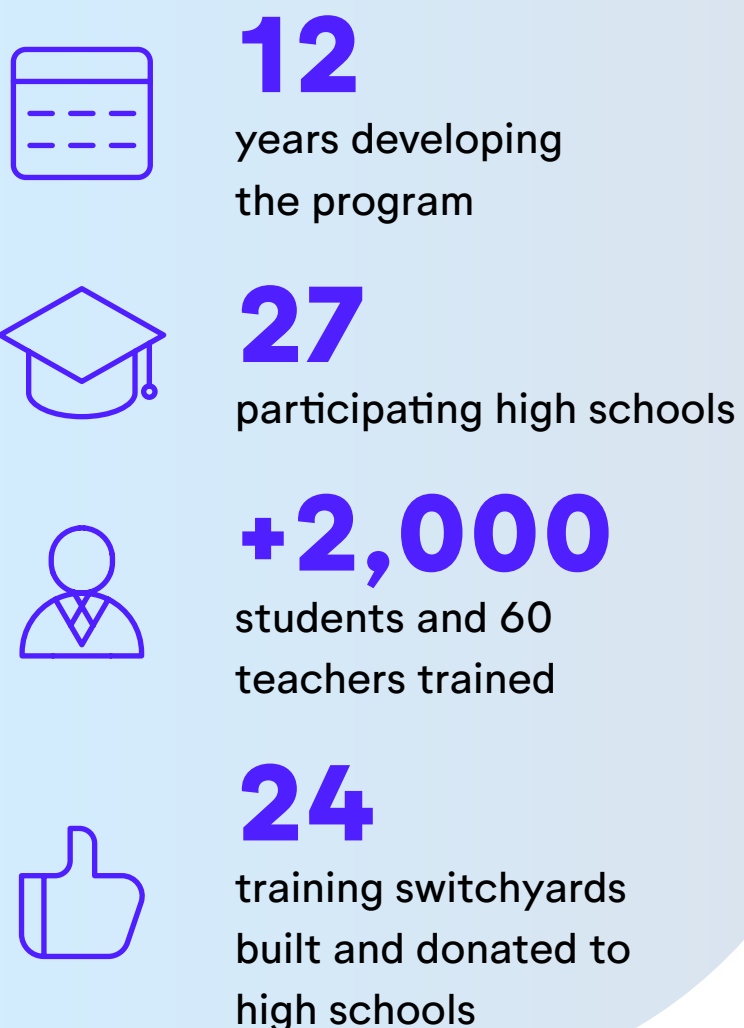 12
years developing
the program
27
participating high schools
+2,000
students and 60
teachers trained
24
training switchyards
built and donated to
high schools